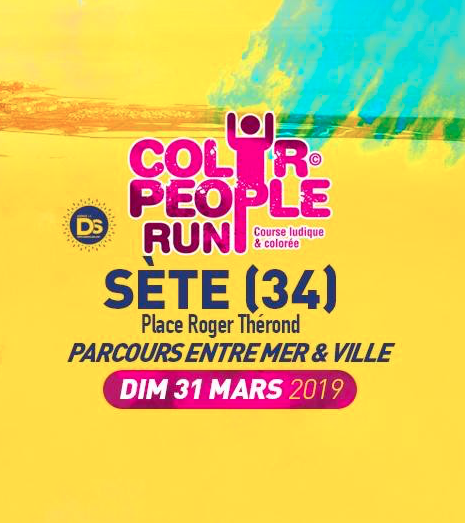 COLOR©
PEOPLE
RUN
Course ludique
& colorée
DS
SÈTE (34)
Place Roger Thérond
PARCOURS ENTRE MER & VILLE
DIM 31 MARS 2019